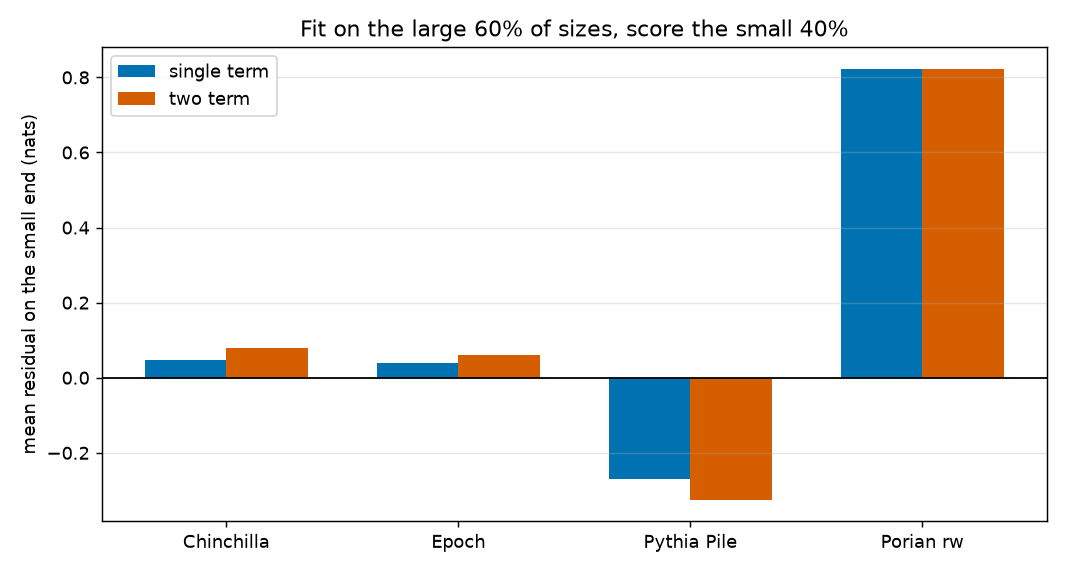 Fit on the large 60% of sizes, score the small 40%
single term
two term
mean residual on the small end (nats)
0.8
0.6
0.4
0.2
0.0
−0.2
Chinchilla
Epoch
Pythia Pile
Porian rw